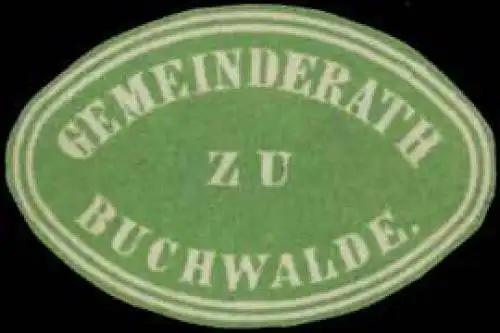 GEMEINDERATH
ZU
BUCHWALDE.